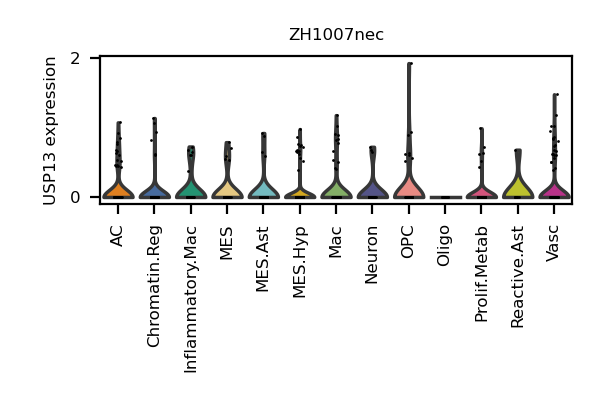 ZH1007nec
USP13 expression
2
0
AC
Chromatin.Reg
Inflammatory.Mac
MES
MES.Ast
MES.Hyp
Mac
Neuron
OPC
Oligo
Prolif.Metab
Reactive.Ast
Vasc